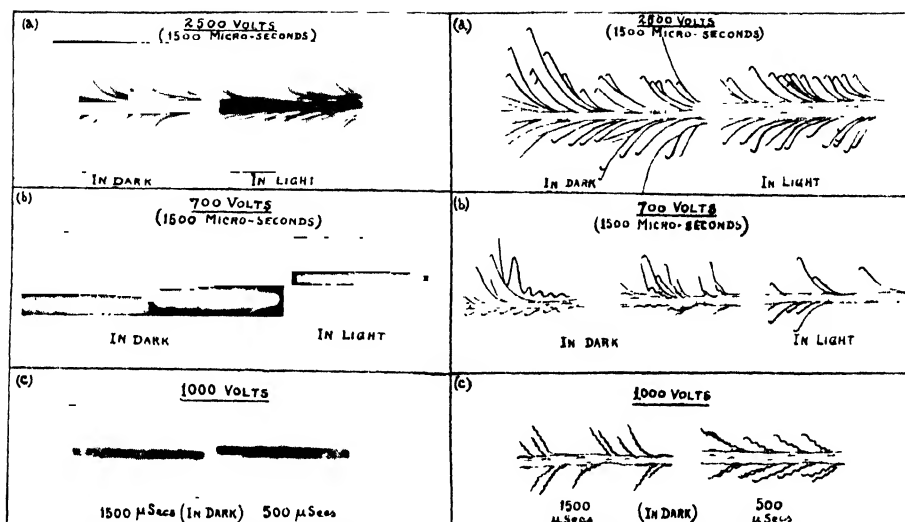 (a)
2500 VOLTS
(1500 MICRO-SECONDS)
IN DARK
IN LIGHT
(b)
700 VOLTS
(1500 MICRO-SECONDS)
IN DARK
IN LIGHT
(c)
1000 VOLTS
1500 μSECS (IN DARK) 500 μSECS
(a)
2500 VOLTS
(1500 MICRO-SECONDS)
IN DARK
IN LIGHT
(b)
700 VOLTS
(1500 MICRO-SECONDS)
IN DARK
IN LIGHT
(c)
1000 VOLTS
1500 (IN DARK) 500
μSECS μSECS